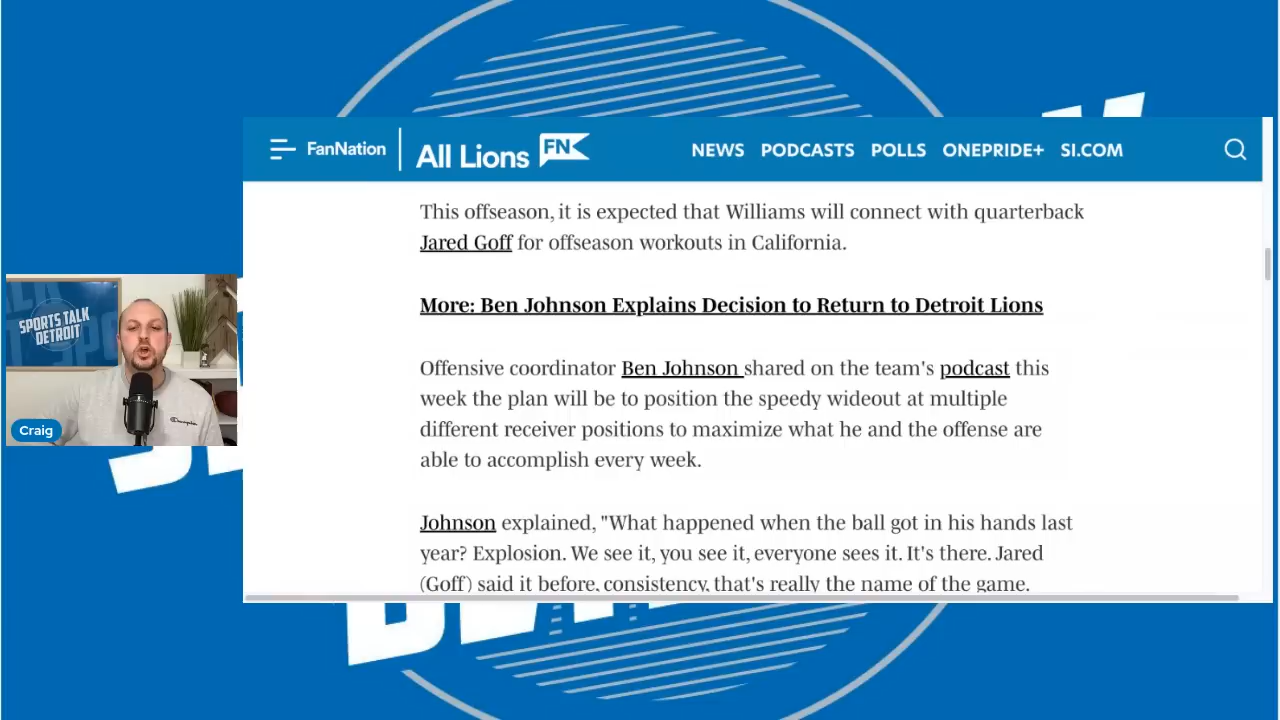 FanNation
All Lions
FN
NEWS PODCASTS POLLS ONEPRIDE+ SI.COM
This offseason, it is expected that Williams will connect with quarterback
Jared Goff for offseason workouts in California.
More: Ben Johnson Explains Decision to Return to Detroit Lions
Offensive coordinator Ben Johnson shared on the team's podcast this
week the plan will be to position the speedy wideout at multiple
different receiver positions to maximize what he and the offense are
able to accomplish every week.
Johnson explained, "What happened when the ball got in his hands last
year? Explosion. We see it, you see it, everyone sees it. It's there. Jared
(Goff) said it before, consistency, that's really the name of the game.
SPORTS TALK
DETROIT
Champion
Craig